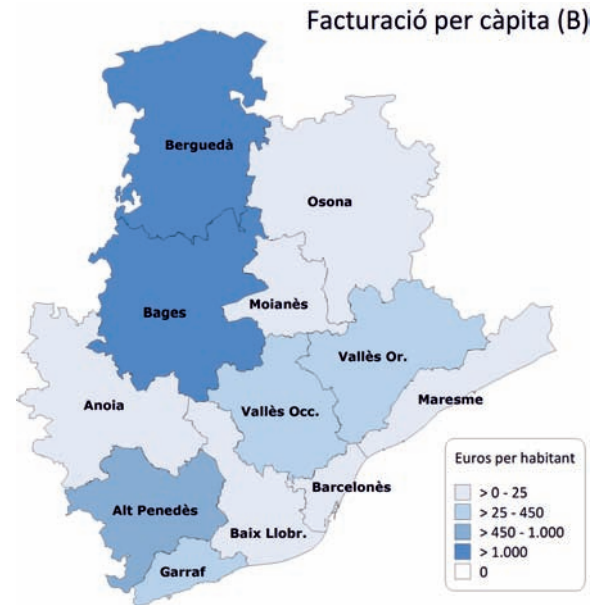 Facturació per càpita (B)
Berguedà
Osona
Moianès
Bages
Vallès Or.
Maresme
Anoia
Vallès Occ.
Barcelonès
Alt Penedès
Baix Llobr.
Garraf
Euros per habitant
> 0 - 25
> 25 - 450
> 450 - 1.000
> 1.000
0